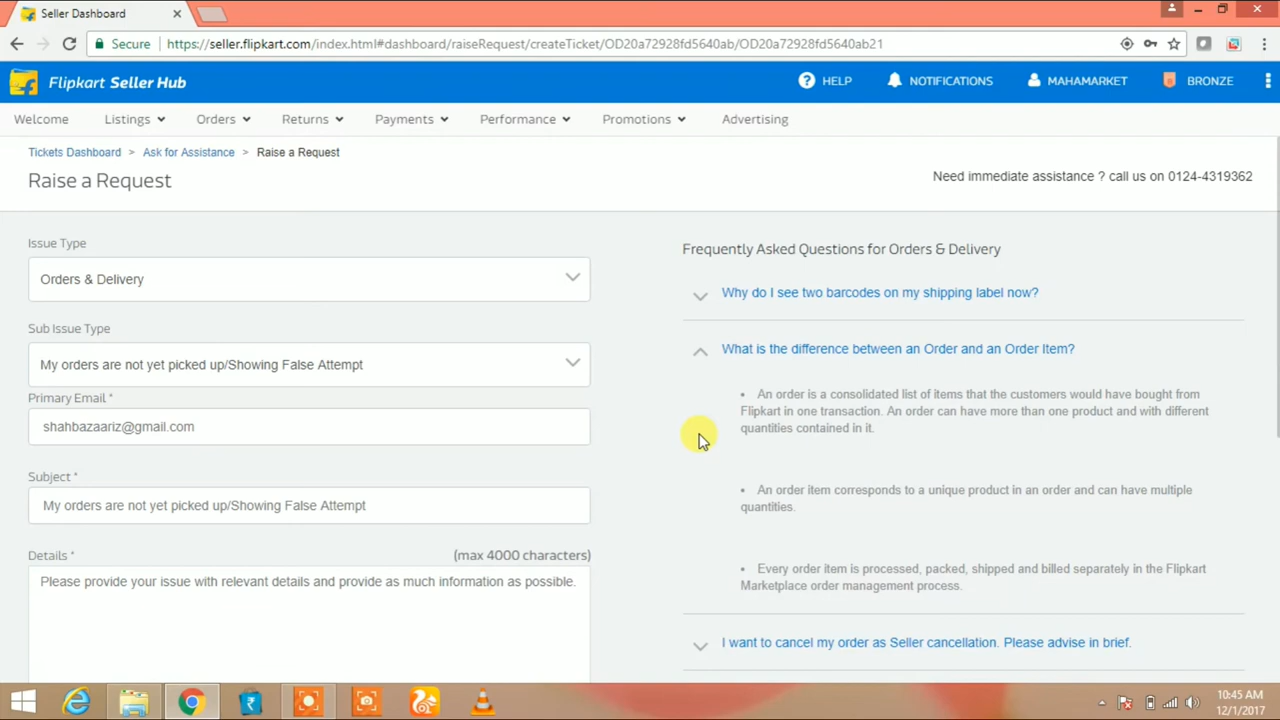 Seller Dashboard
Secure https://seller.flipkart.com/index.html#dashboard/raiseRequest/createTicket/OD20a72928fd5640ab/OD20a72928fd5640ab21
Flipkart Seller Hub
HELP NOTIFICATIONS MAHAMARKET BRONZE
Welcome Listings Orders Returns Payments Performance Promotions Advertising
Tickets Dashboard > Ask for Assistance > Raise a Request
Raise a Request
Need immediate assistance ? call us on 0124-4319362
Issue Type
Orders & Delivery
Sub Issue Type
My orders are not yet picked up/Showing False Attempt
Primary Email *
shahbazaariz@gmail.com
Subject *
My orders are not yet picked up/Showing False Attempt
Details * (max 4000 characters)
Please provide your issue with relevant details and provide as much information as possible.
Frequently Asked Questions for Orders & Delivery
Why do I see two barcodes on my shipping label now?
What is the difference between an Order and an Order Item?
• An order is a consolidated list of items that the customers would have bought from
Flipkart in one transaction. An order can have more than one product and with different
quantities contained in it.
• An order item corresponds to a unique product in an order and can have multiple
quantities.
• Every order item is processed, packed, shipped and billed separately in the Flipkart
Marketplace order management process.
I want to cancel my order as Seller cancellation. Please advise in brief.
10:45 AM
12/1/2017